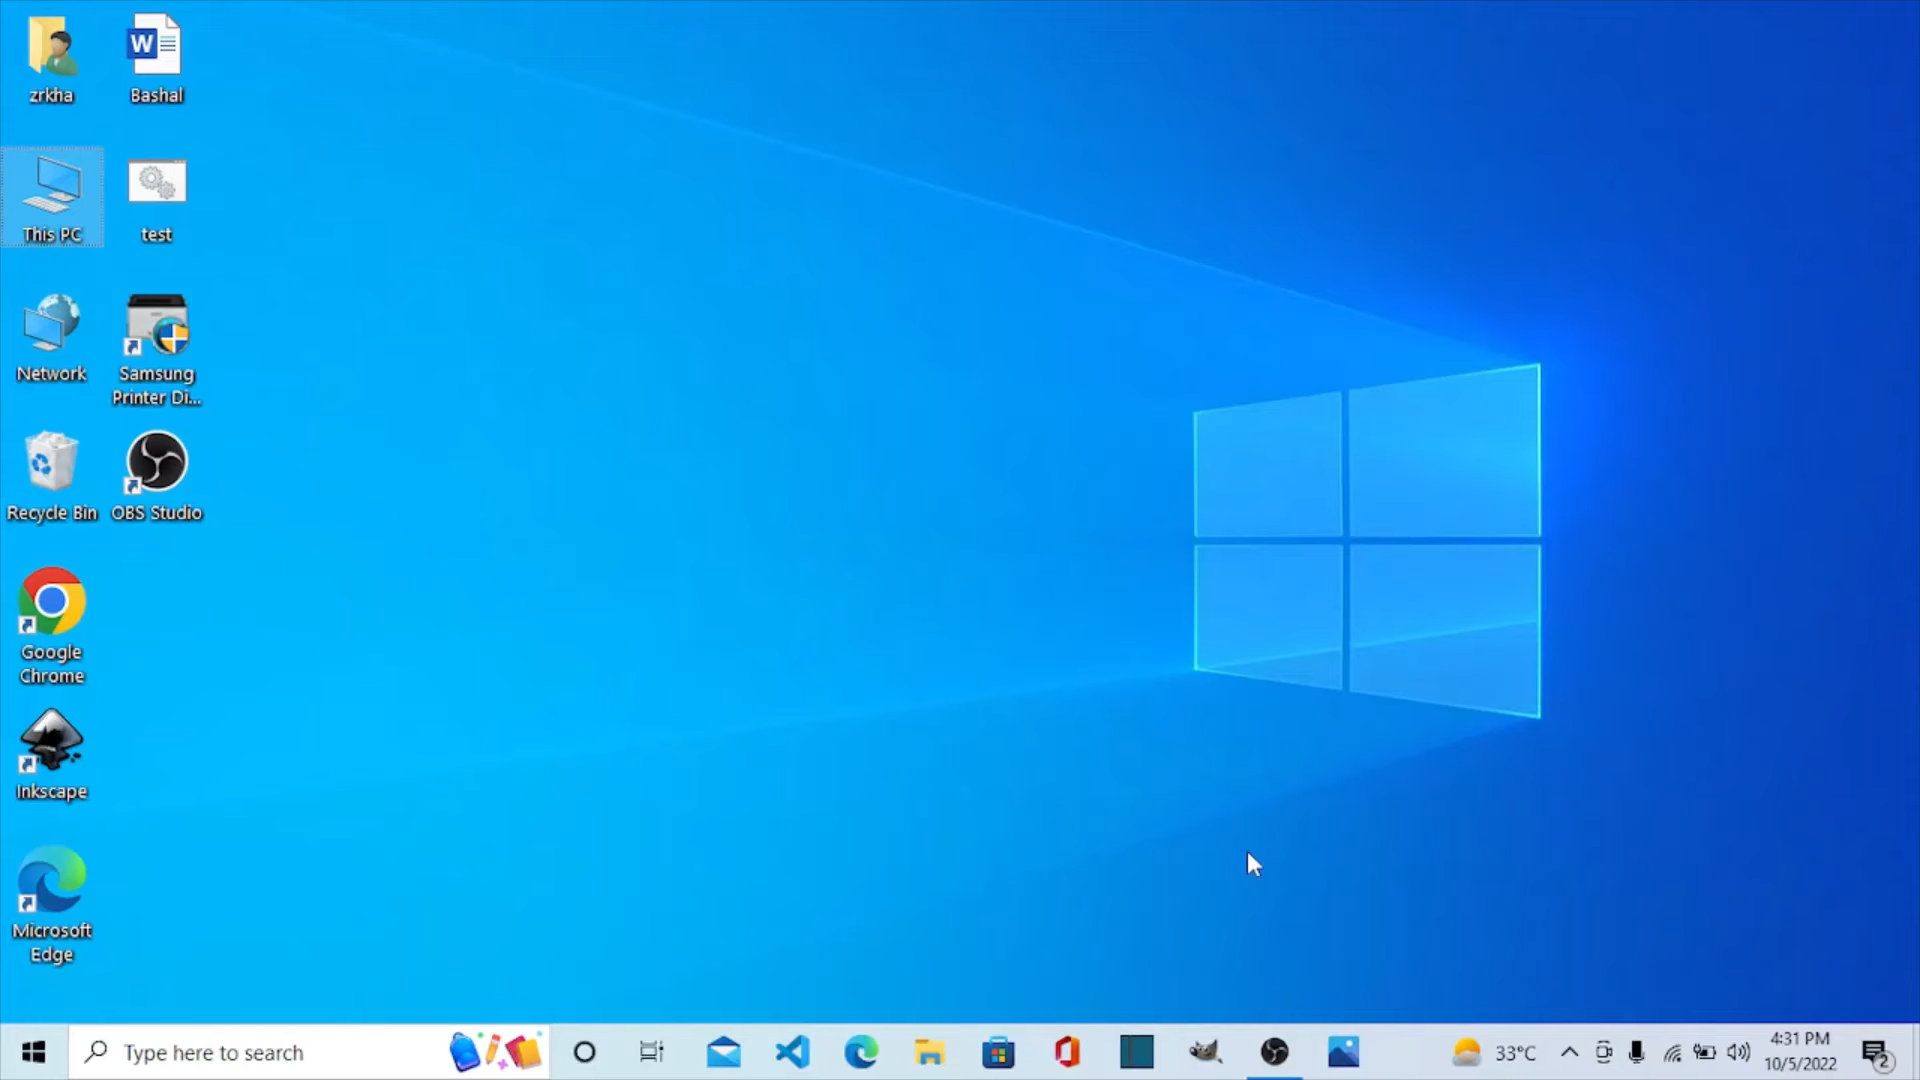 zrkha
Bashal
This PC
test
Network
Samsung
Printer Di...
Recycle Bin
OBS Studio
Google
Chrome
Inkscape
Microsoft
Edge
Type here to search
33°C
4:31 PM
10/5/2022
2